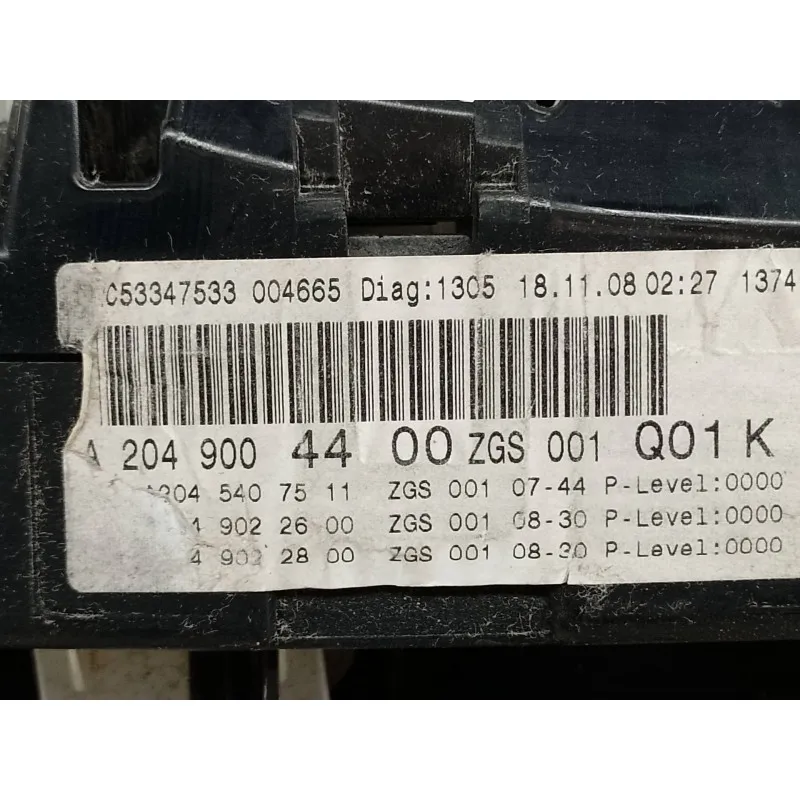 C53347533 004665 Diag:1305 18.11.08 02:27 1374
A 204 900 44 00 ZGS 001 Q01 K
A204 540 75 11 ZGS 001 07-44 P-Level:0000
4 902 26 00 ZGS 001 08-30 P-Level:0000
4 902 28 00 ZGS 001 08-30 P-Level:0000